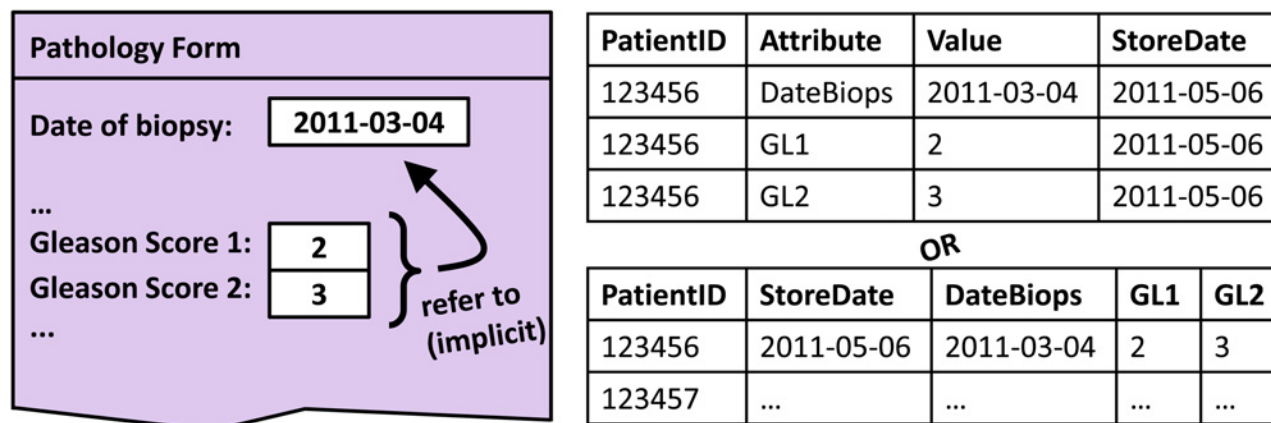 Pathology Form
Date of biopsy: 2011-03-04
...
Gleason Score 1: 2
Gleason Score 2: 3
...
refer to
(implicit)
PatientID Attribute Value StoreDate
123456 DateBiops 2011-03-04 2011-05-06
123456 GL1 2 2011-05-06
123456 GL2 3 2011-05-06
OR
PatientID StoreDate DateBiops GL1 GL2
123456 2011-05-06 2011-03-04 2 3
123457 ... ... ... ...